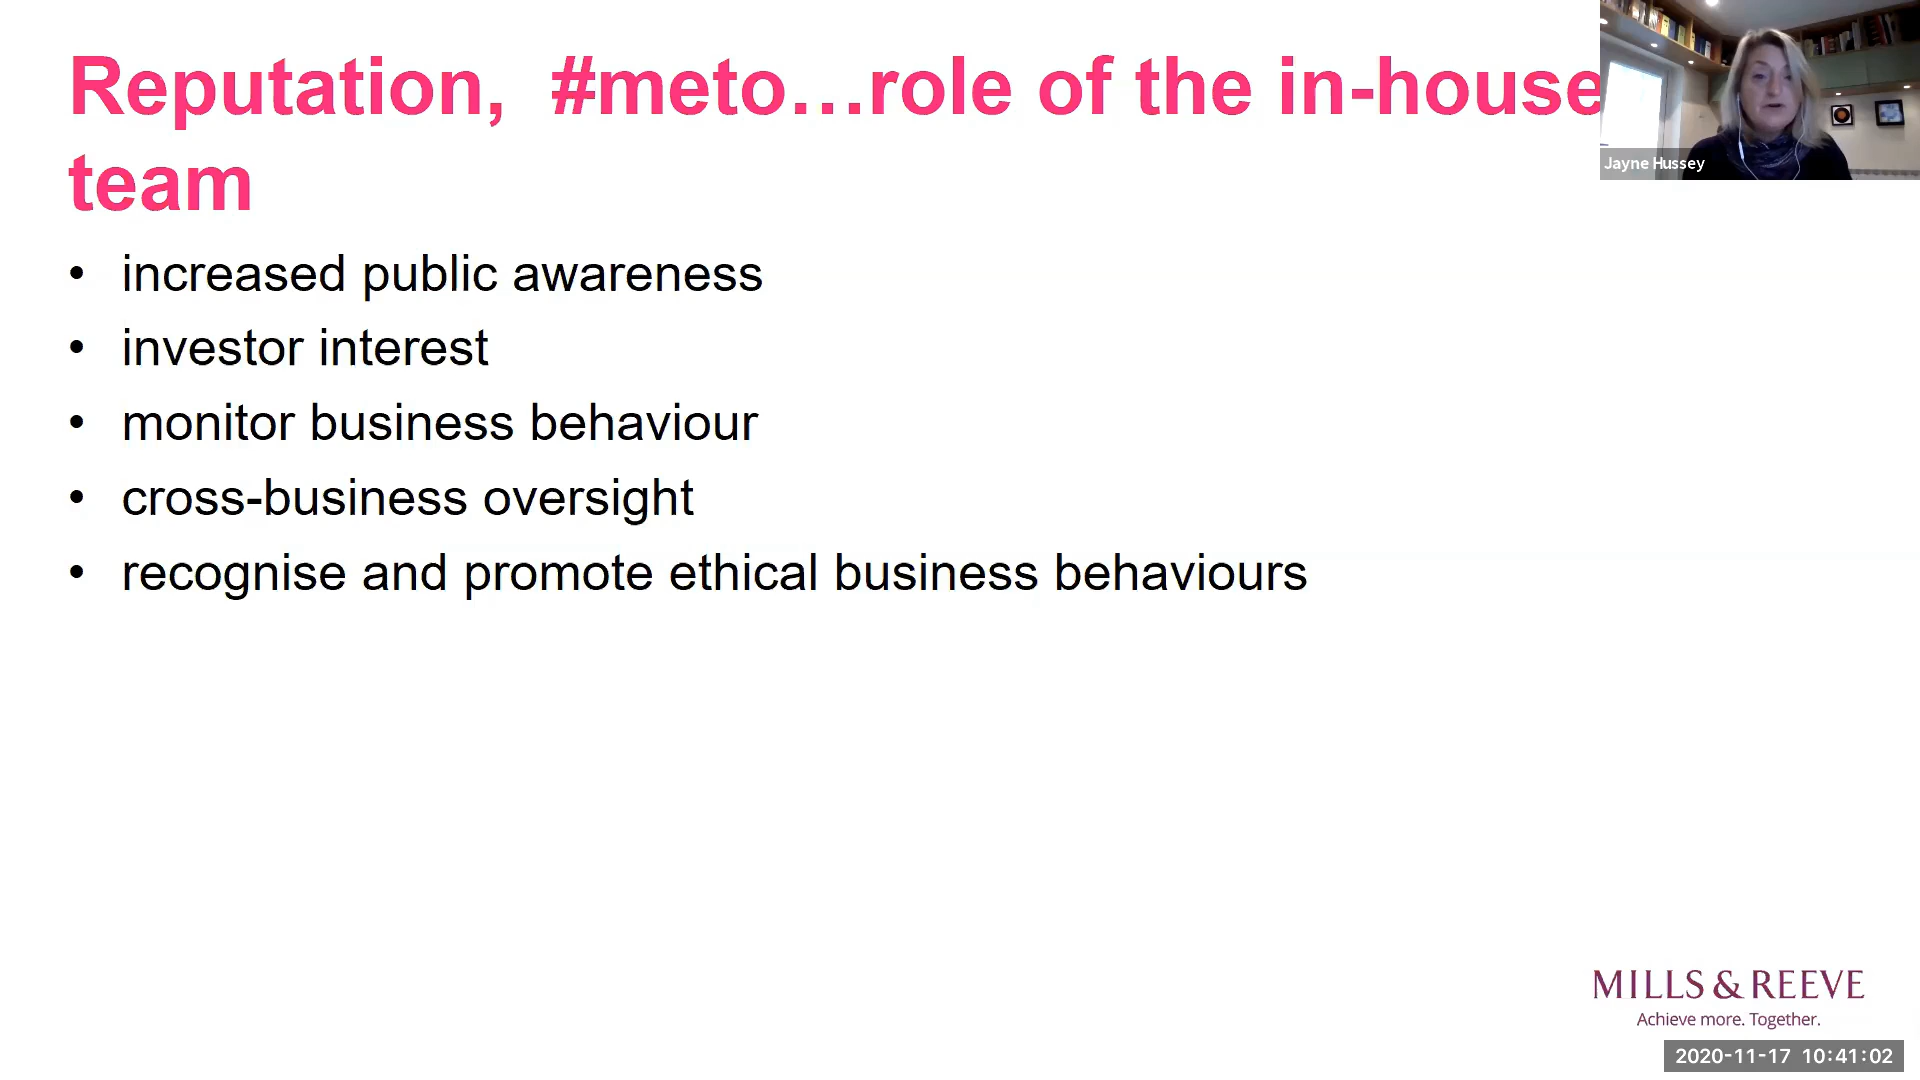 Reputation,  #meto…role of the in-house
team
• increased public awareness
• investor interest
• monitor business behaviour
• cross-business oversight
• recognise and promote ethical business behaviours
Jayne Hussey
MILLS & REEVE
Achieve more. Together.
2020-11-17 10:41:02